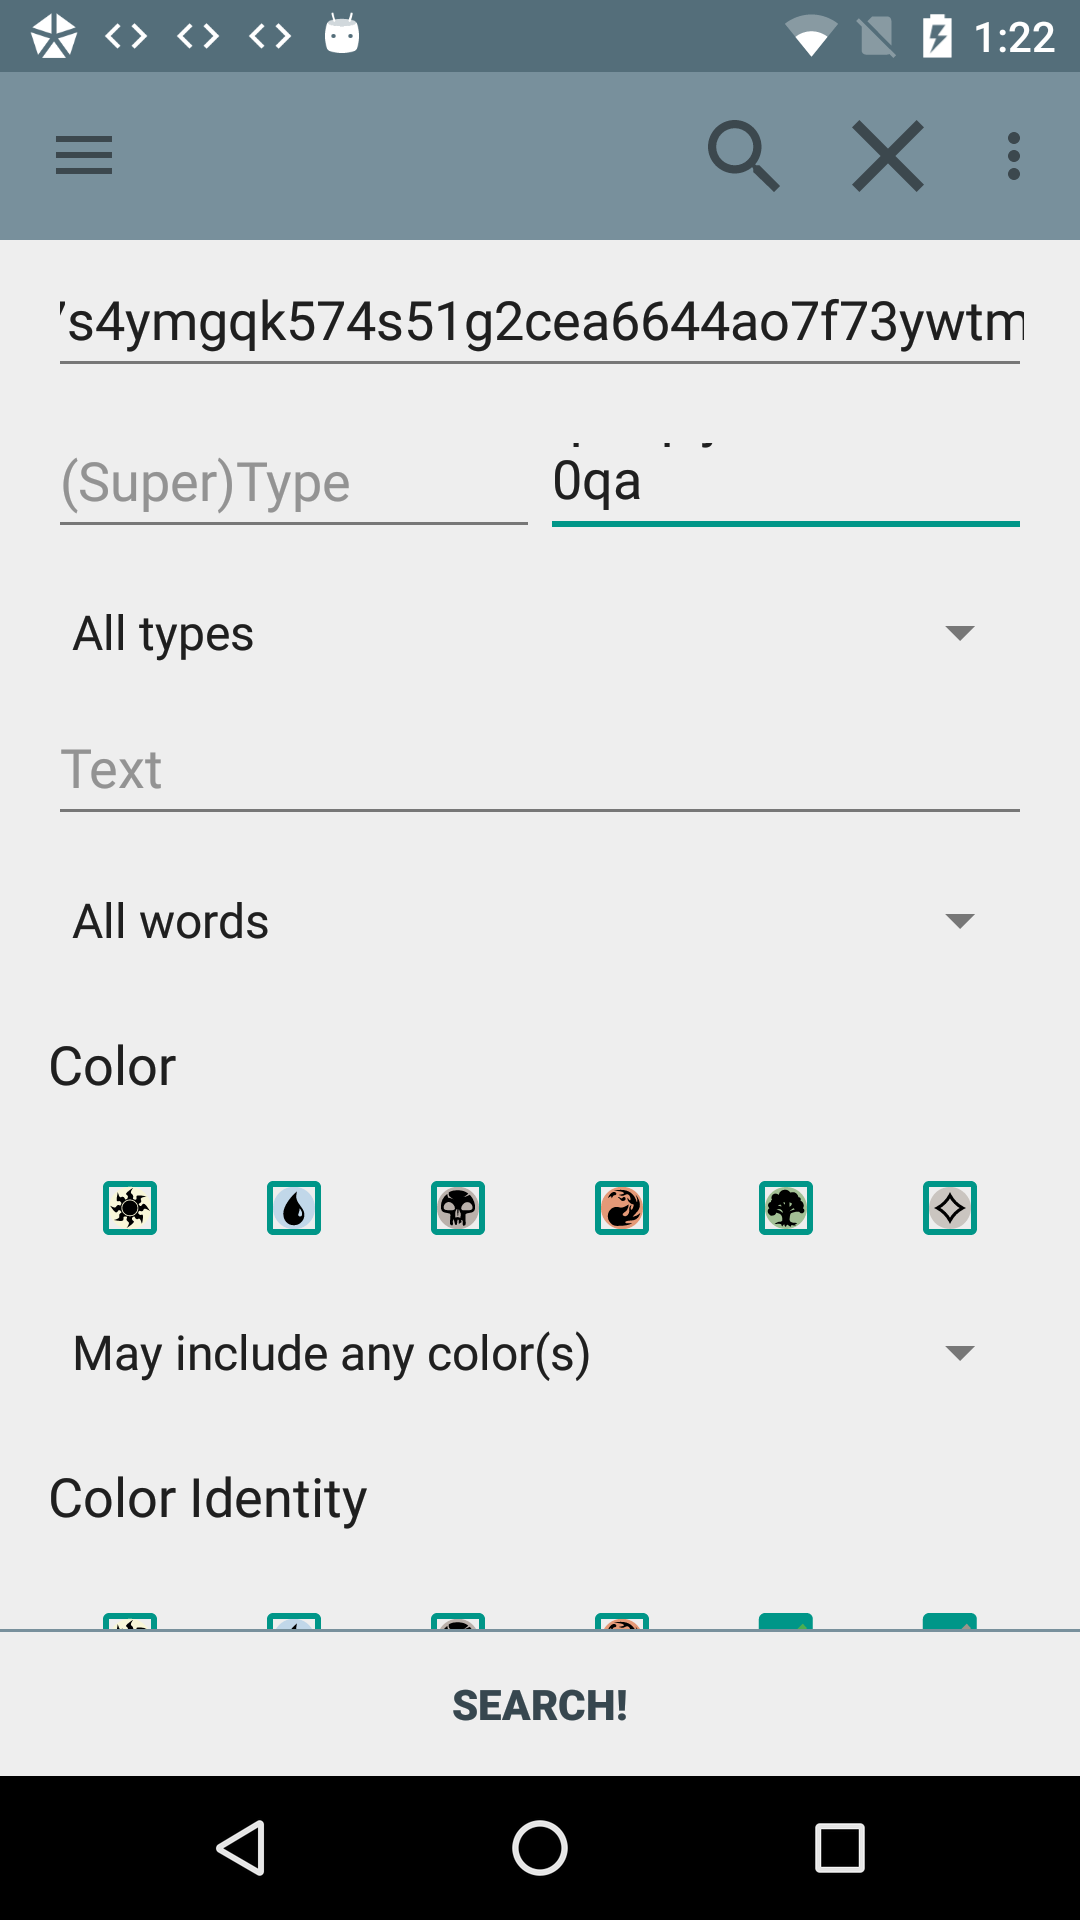 1:22
s4ymgqk574s51g2cea6644ao7f73ywtm
(Super)Type
0qa
All types
Text
All words
Color
May include any color(s)
Color Identity
SEARCH!